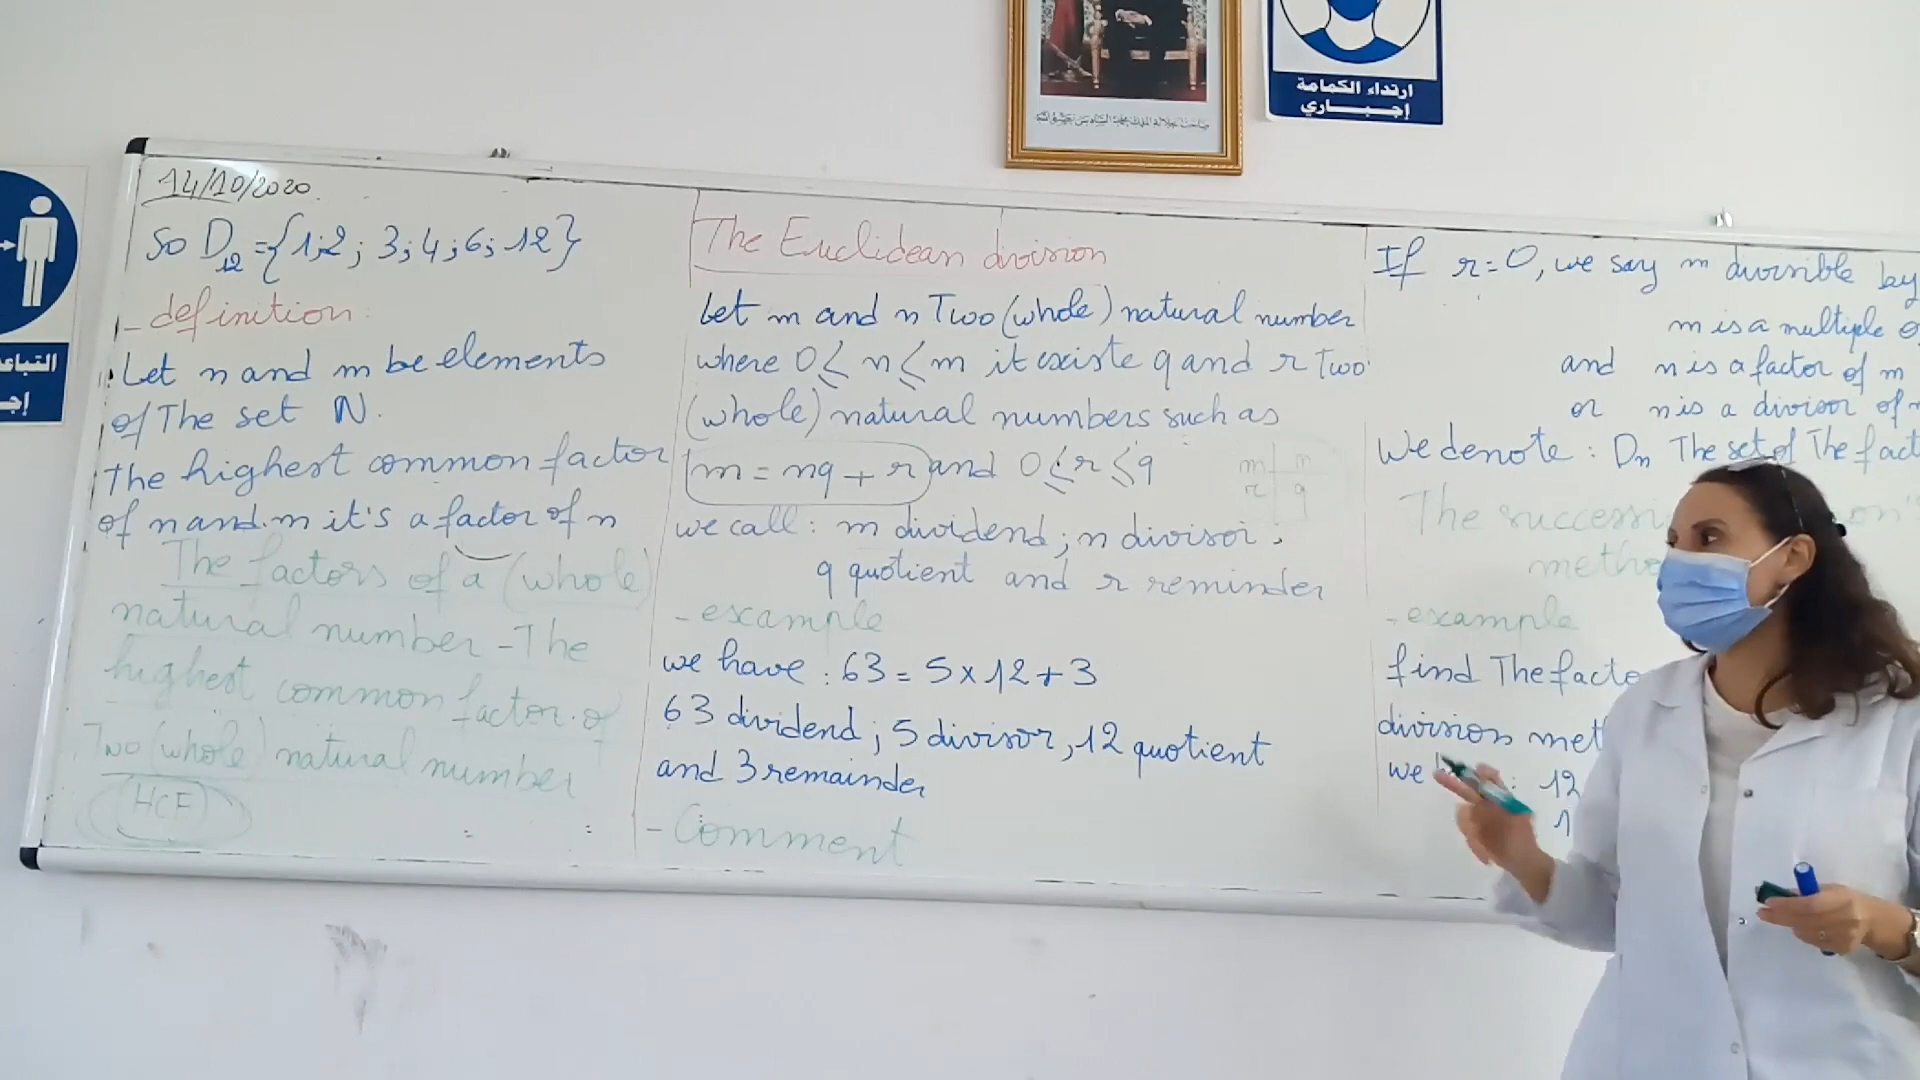 ارتداء الكمامة
إجباري
التباعد
14/10/2020
So D12 = {1;2; 3;4;6; 12}
- definition:
Let n and m be elements
of The set N.
The highest common factor
of n and m it's a factor of n
The factors of a (whole)
natural number - The
highest common factor of
Two (whole) natural number
HCF
The Euclidean division
Let m and n Two (whole) natural number
where 0 ≤ n ≤ m it existe q and r Two
(whole) natural numbers such as
m = nq + r and 0 ≤ r ≤ q
m n
r q
we call: m dividend; n divisor;
q quotient and r reminder
- example
we have: 63 = 5 x 12 + 3
63 dividend; 5 divisor, 12 quotient
and 3 remainder
- Comment
If r = 0, we say m divisible by
m is a multiple
and n is a factor of m
or n is a divisor of
We denote: Dn The set of The fact
The
- example
find The
division
we : 12
1